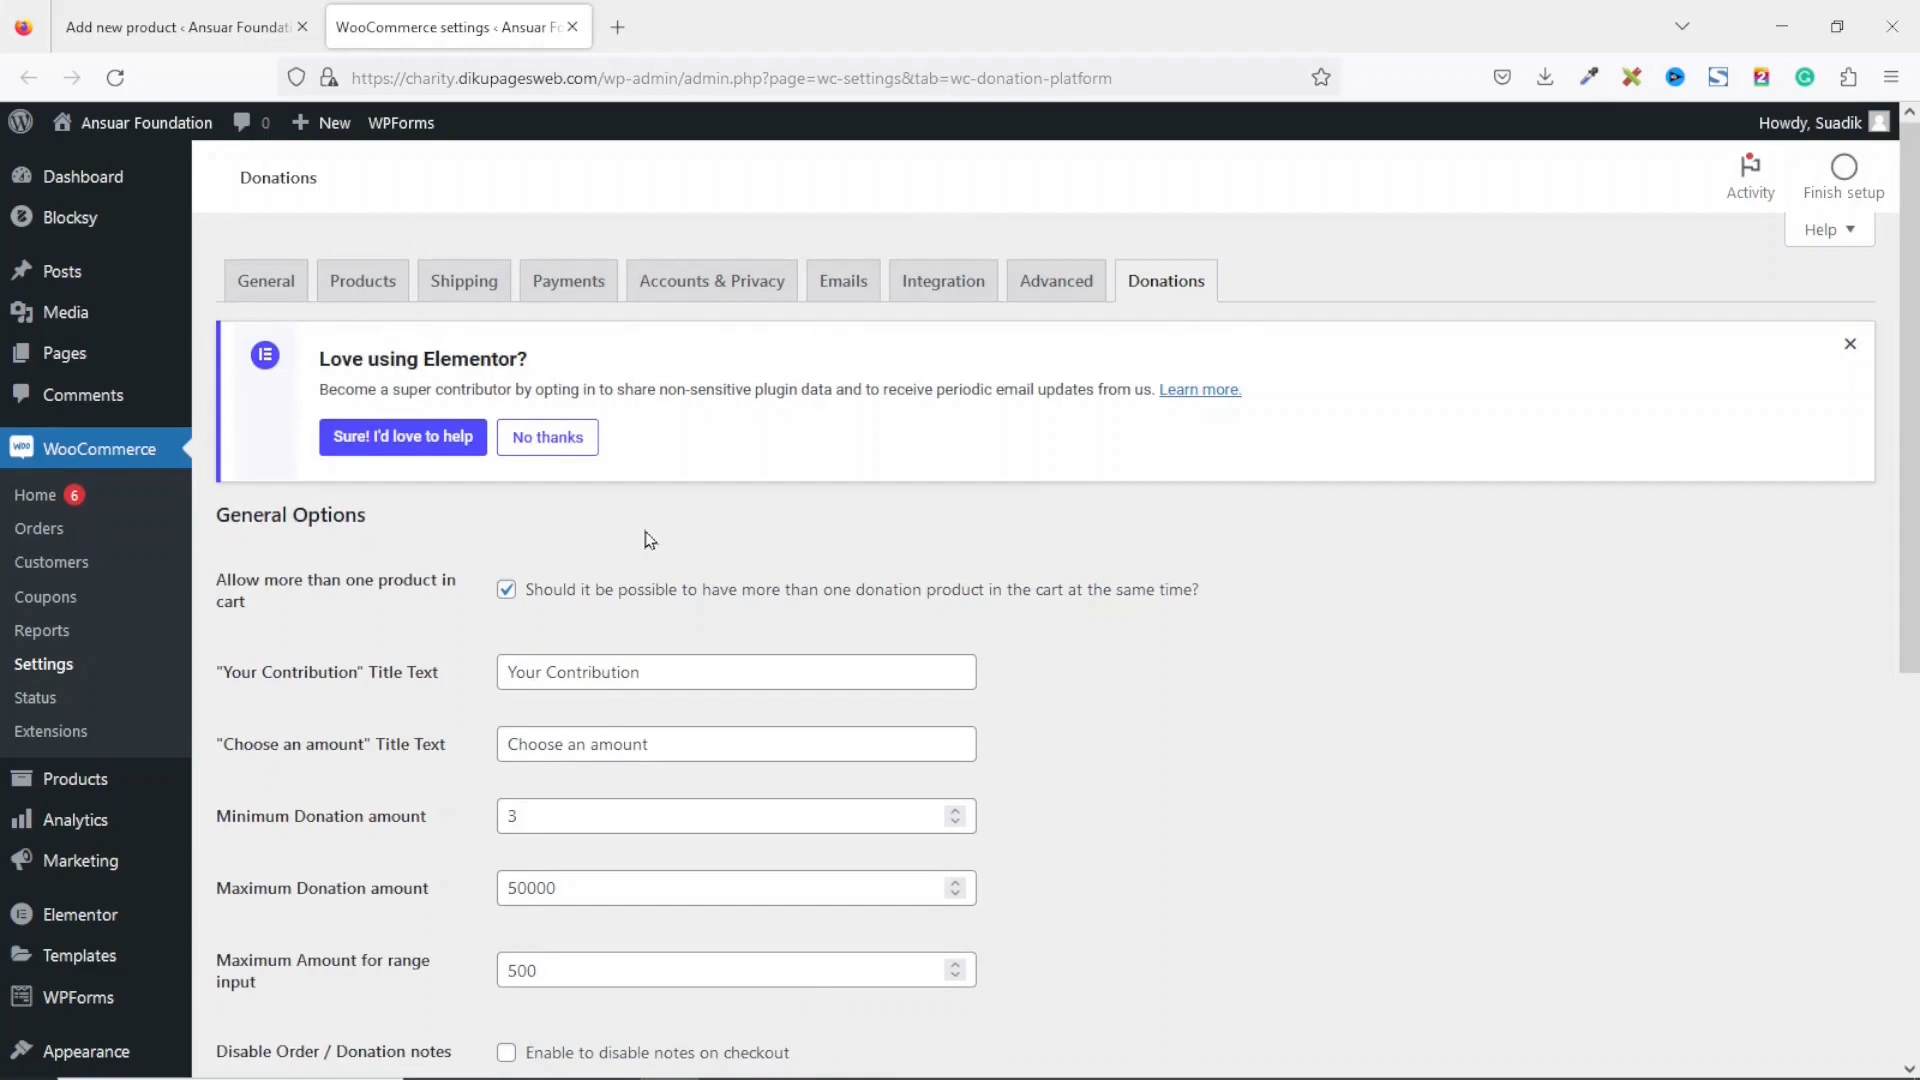 Add new product ‹ Ansuar Foundati
WooCommerce settings ‹ Ansuar Fo
https://charity.dikupagesweb.com/wp-admin/admin.php?page=wc-settings&tab=wc-donation-platform
Ansuar Foundation
0
New
WPForms
Howdy, Suadik
Dashboard
Blocksy
Posts
Media
Pages
Comments
WooCommerce
Home 6
Orders
Customers
Coupons
Reports
Settings
Status
Extensions
Products
Analytics
Marketing
Elementor
Templates
WPForms
Appearance
Donations
Activity
Finish setup
Help
General
Products
Shipping
Payments
Accounts & Privacy
Emails
Integration
Advanced
Donations
Love using Elementor?
Become a super contributor by opting in to share non-sensitive plugin data and to receive periodic email updates from us. Learn more.
Sure! I'd love to help
No thanks
General Options
Allow more than one product in
cart
Should it be possible to have more than one donation product in the cart at the same time?
"Your Contribution" Title Text
Your Contribution
"Choose an amount" Title Text
Choose an amount
Minimum Donation amount
3
Maximum Donation amount
50000
Maximum Amount for range
input
500
Disable Order / Donation notes
Enable to disable notes on checkout